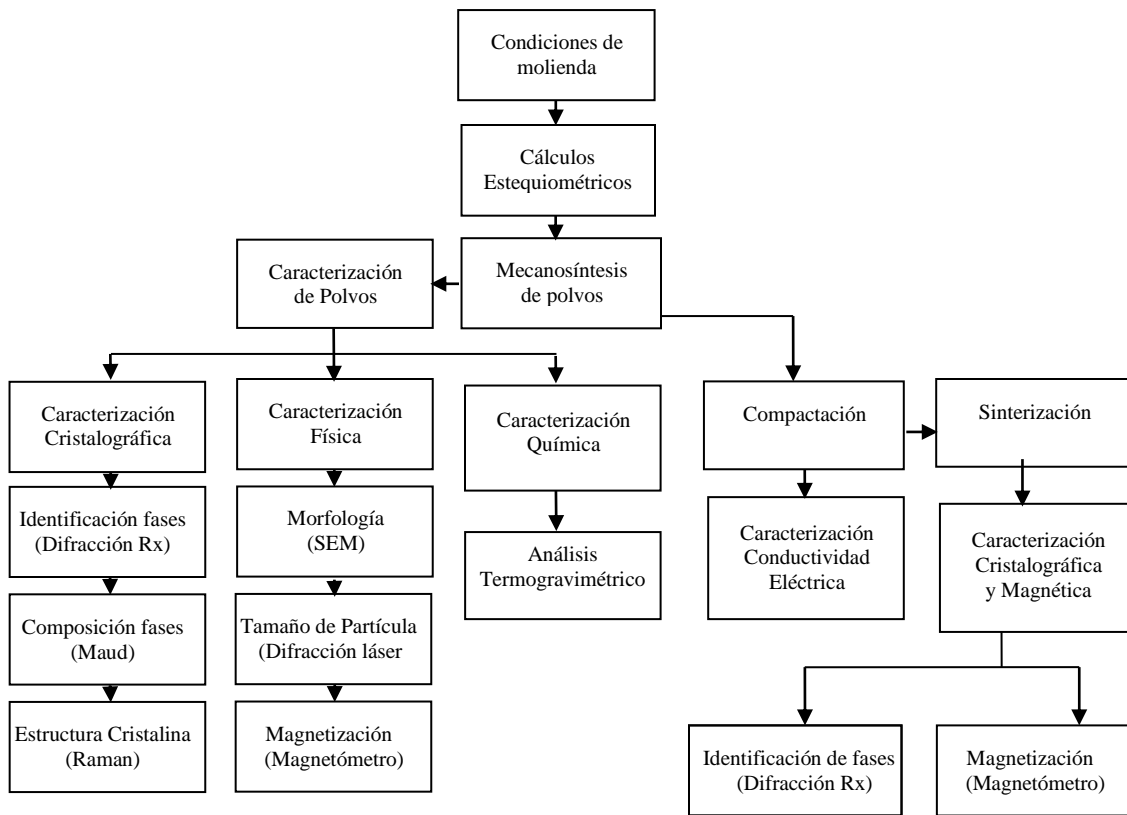 Condiciones de
molienda
Cálculos
Estequiométricos
Mecanosíntesis
de polvos
Caracterización
de Polvos
Caracterización
Cristalográfica
Caracterización
Física
Caracterización
Química
Compactación
Sinterización
Identificación fases
(Difracción Rx)
Morfología
(SEM)
Análisis
Termogravimétrico
Caracterización
Conductividad
Eléctrica
Caracterización
Cristalográfica
y Magnética
Composición fases
(Maud)
Tamaño de Partícula
(Difracción láser
Estructura Cristalina
(Raman)
Magnetización
(Magnetómetro)
Identificación de fases
(Difracción Rx)
Magnetización
(Magnetómetro)